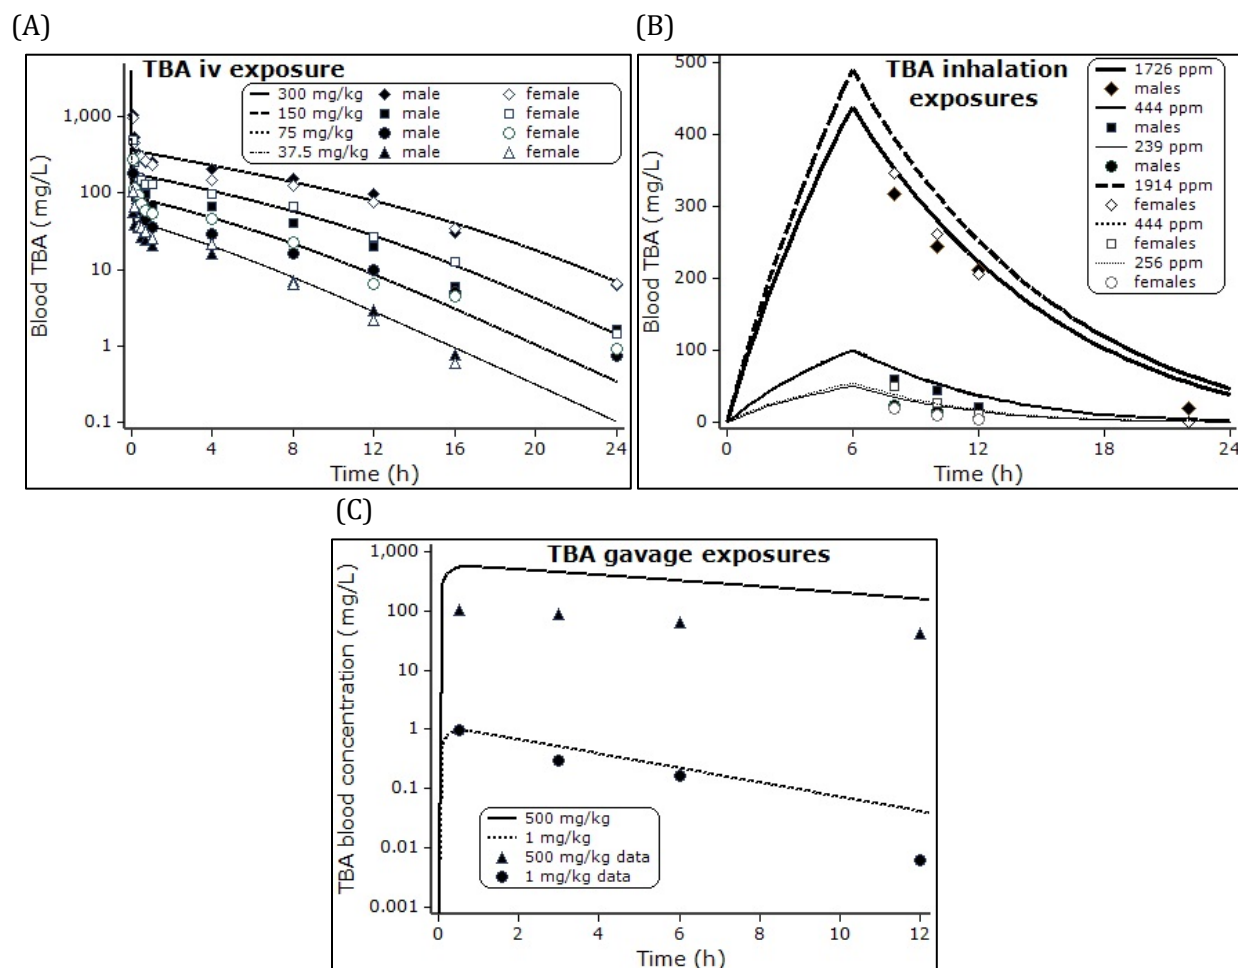 (A)
TBA iv exposure
300 mg/kg male female
150 mg/kg male female
75 mg/kg male female
37.5 mg/kg male female
Blood TBA (mg/L)
1,000
100
10
1
0.1
0 4 8 12 16 20 24
Time (h)
(B)
TBA inhalation
exposures
1726 ppm
males
444 ppm
males
239 ppm
males
1914 ppm
females
444 ppm
females
256 ppm
females
Blood TBA (mg/L)
500
400
300
200
100
0
0 6 12 18 24
Time (h)
(C)
TBA gavage exposures
TBA blood concentration (mg/L)
1,000
100
10
1
0.1
0.01
0.001
500 mg/kg
1 mg/kg
500 mg/kg data
1 mg/kg data
0 2 4 6 8 10 12
Time (h)